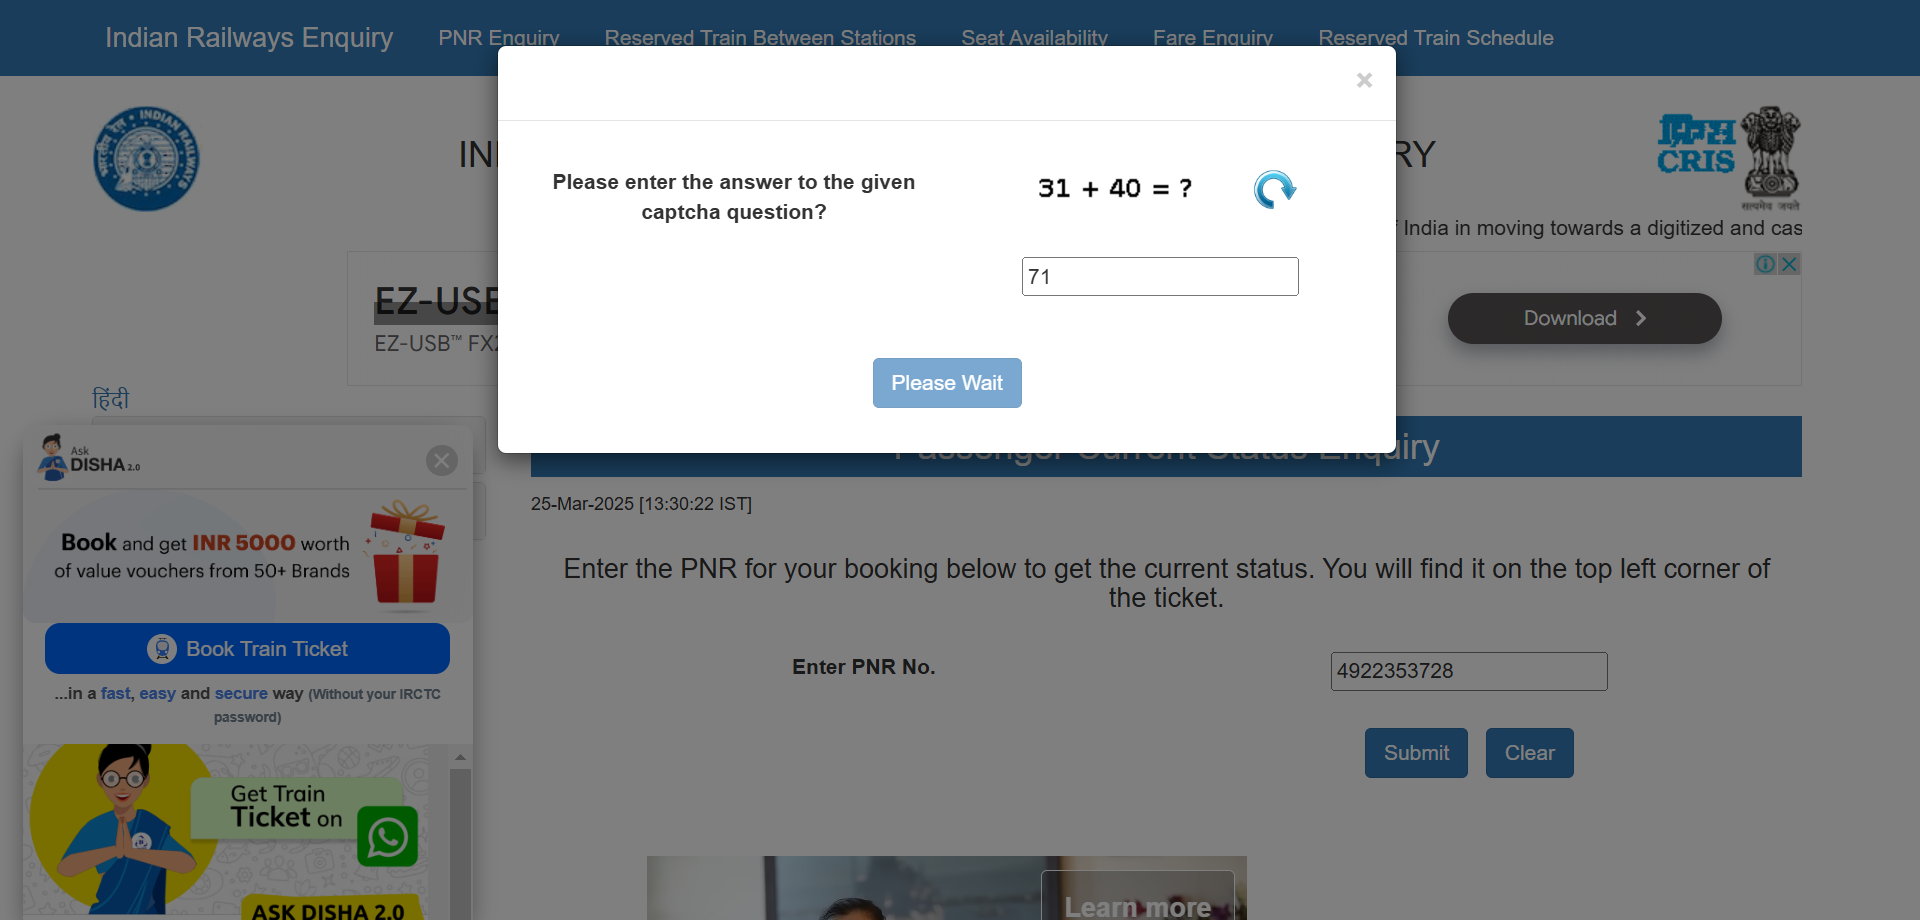 Indian Railways Enquiry
PNR Enquiry
Reserved Train Between Stations
Seat Availability
Fare Enquiry
Reserved Train Schedule
×
Please enter the answer to the given
captcha question?
31 + 40 = ?
71
Please Wait
INDIAN RAILWAYS
CRIS
सत्यमेव जयते
RY
India in moving towards a digitized and cas
EZ-USB
EZ-USB™ FX
Download
हिंदी
Ask
DISHA 2.0
Book and get INR 5000 worth
of value vouchers from 50+ Brands
Book Train Ticket
...in a fast, easy and secure way (Without your IRCTC
password)
Get Train
Ticket on
ASK DISHA 2.0
Passenger Current Status Enquiry
25-Mar-2025 [13:30:22 IST]
Enter the PNR for your booking below to get the current status. You will find it on the top left corner of
the ticket.
Enter PNR No.
4922353728
Submit
Clear
Learn more